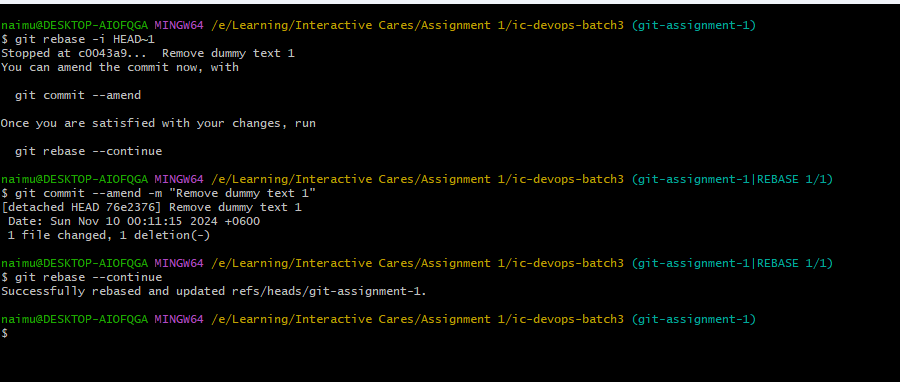 naimu@DESKTOP-AIOFQGA MINGW64 /e/Learning/Interactive Cares/Assignment 1/ic-devops-batch3 (git-assignment-1)
$ git rebase -i HEAD~1
Stopped at c0043a9...  Remove dummy text 1
You can amend the commit now, with
  git commit --amend
Once you are satisfied with your changes, run
  git rebase --continue
naimu@DESKTOP-AIOFQGA MINGW64 /e/Learning/Interactive Cares/Assignment 1/ic-devops-batch3 (git-assignment-1|REBASE 1/1)
$ git commit --amend -m "Remove dummy text 1"
[detached HEAD 76e2376] Remove dummy text 1
 Date: Sun Nov 10 00:11:15 2024 +0600
 1 file changed, 1 deletion(-)
naimu@DESKTOP-AIOFQGA MINGW64 /e/Learning/Interactive Cares/Assignment 1/ic-devops-batch3 (git-assignment-1|REBASE 1/1)
$ git rebase --continue
Successfully rebased and updated refs/heads/git-assignment-1.
naimu@DESKTOP-AIOFQGA MINGW64 /e/Learning/Interactive Cares/Assignment 1/ic-devops-batch3 (git-assignment-1)
$